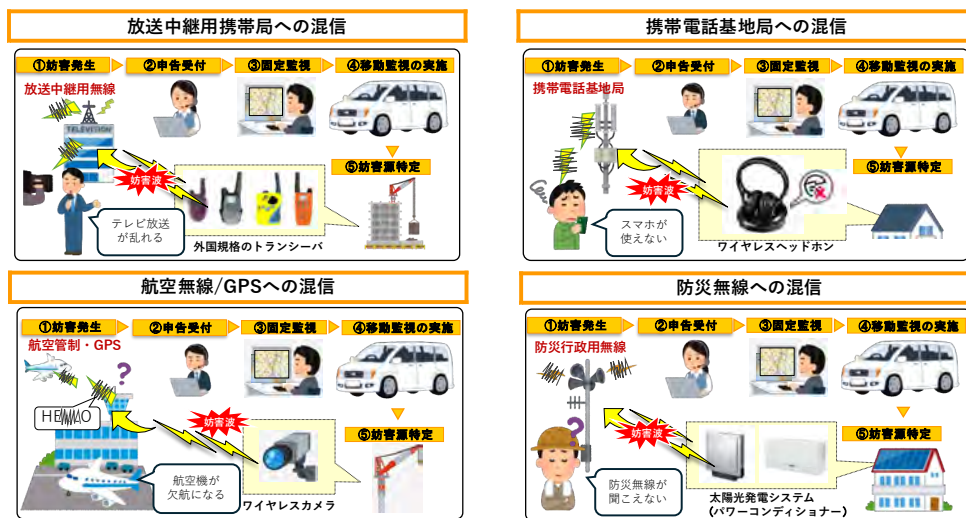 放送中継用携帯局への混信
①妨害発生
②申告受付
③固定監視
④移動監視の実施
放送中継用無線
TELEVISION
妨害波
⑤妨害源特定
テレビ放送
が乱れる
外国規格のトランシーバ
携帯電話基地局への混信
①妨害発生
②申告受付
③固定監視
④移動監視の実施
携帯電話基地局
妨害波
⑤妨害源特定
スマホが
使えない
ワイヤレスヘッドホン
航空無線/GPSへの混信
①妨害発生
②申告受付
③固定監視
④移動監視の実施
航空管制・GPS
?
妨害波
⑤妨害源特定
航空機が
欠航になる
ワイヤレスカメラ
防災無線への混信
①妨害発生
②申告受付
③固定監視
④移動監視の実施
防災行政用無線
?
妨害波
⑤妨害源特定
防災無線が
聞こえない
太陽光発電システム
(パワーコンディショナー)